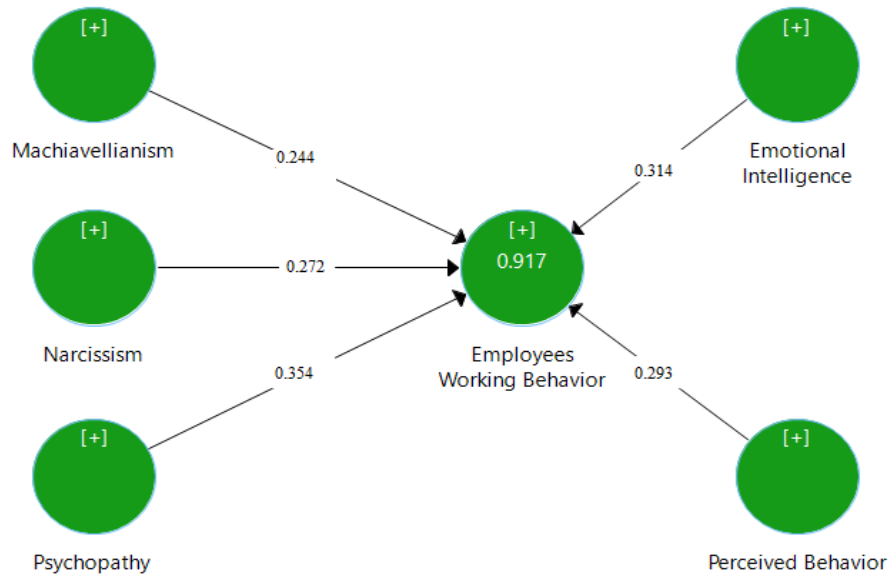 [+]
Machiavellianism
[+]
Emotional
Intelligence
0.244
0.314
[+]
Narcissism
0.272
[+]
0.917
Employees
Working Behavior
0.354
0.293
[+]
Psychopathy
[+]
Perceived Behavior